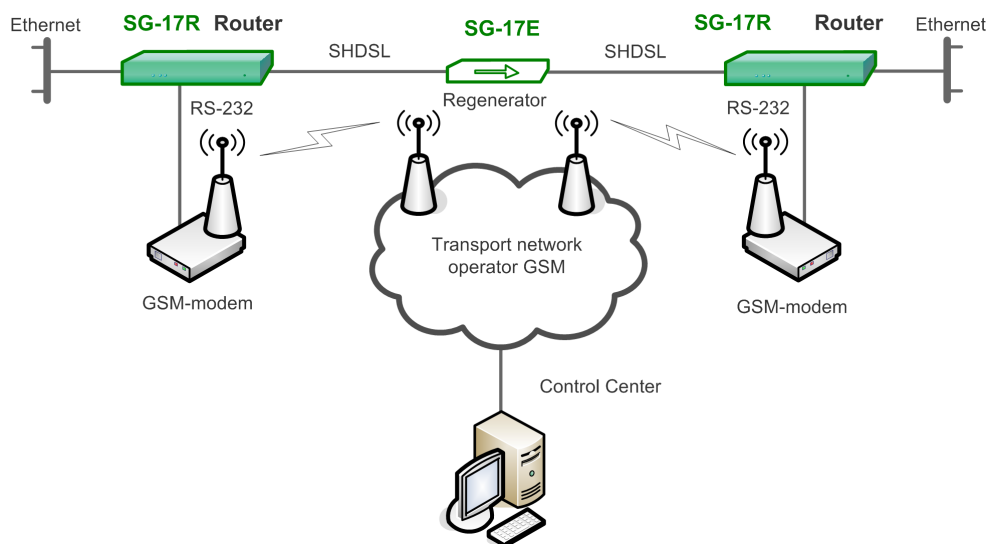 Ethernet
SG-17R Router
SG-17E
SG-17R Router
Ethernet
SHDSL
SHDSL
Regenerator
RS-232
RS-232
Transport network
operator GSM
GSM-modem
GSM-modem
Control Center